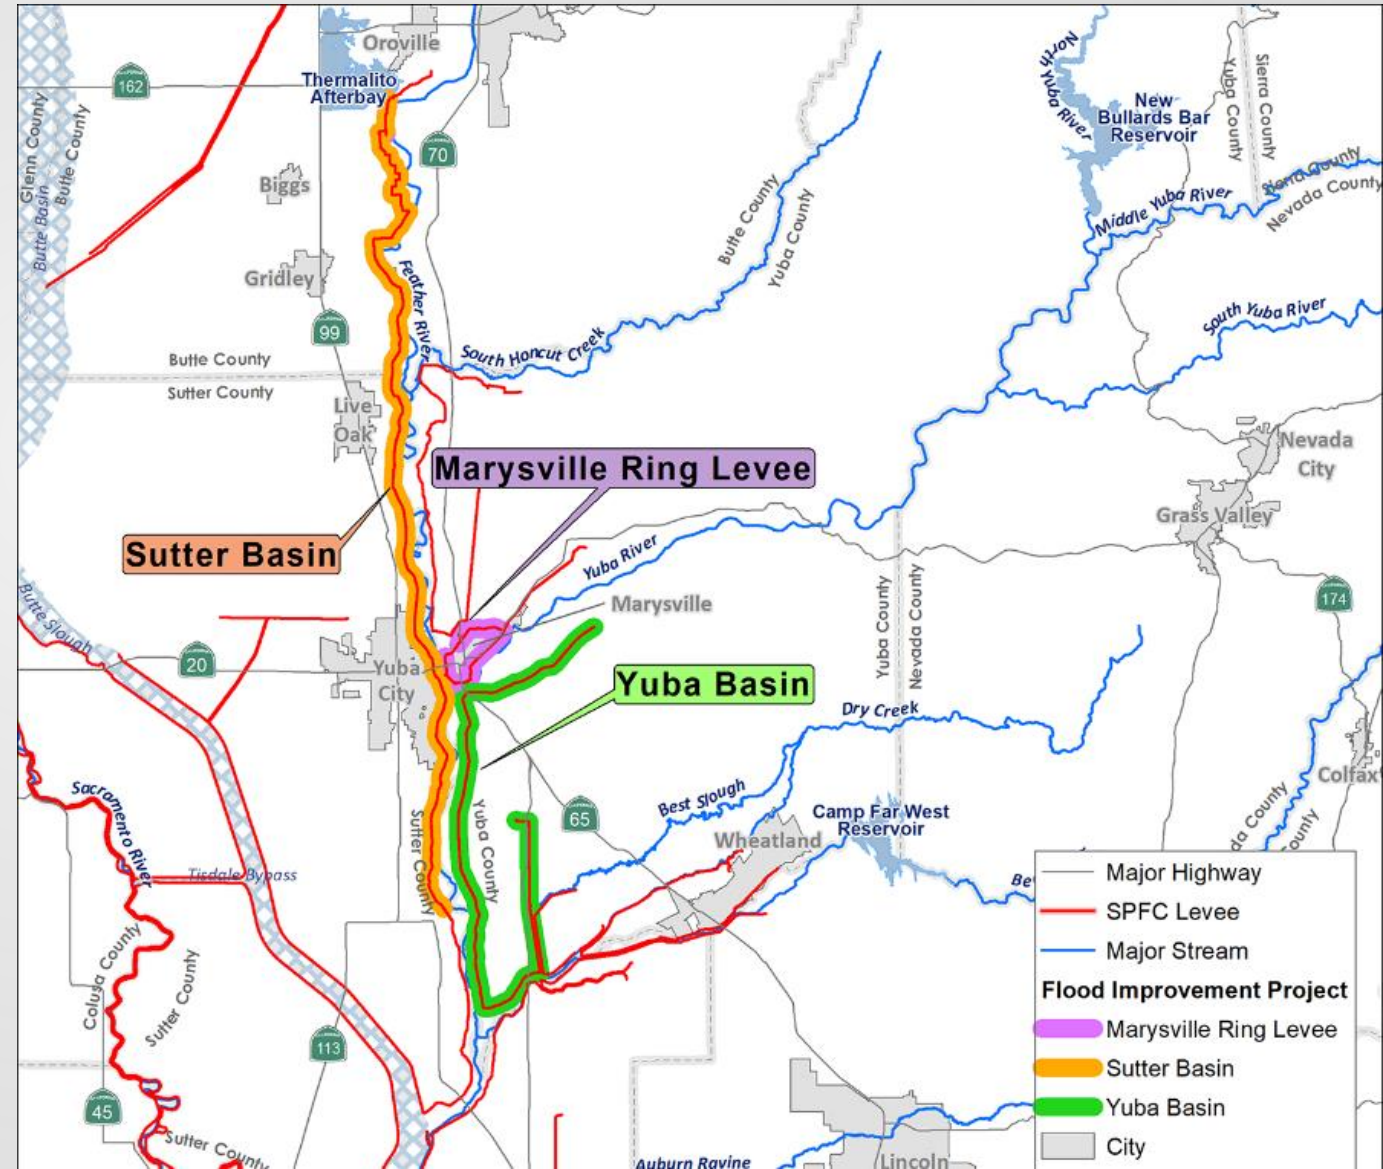 Oroville
Thermalito
Afterbay
162
70
Glenn County
Butte County
Butte Basin
Biggs
Gridley
99
Feather River
South Honcut Creek
Butte County
Yuba County
North Yuba River
New
Bullards Bar
Reservoir
Yuba County
Sierra County
Sierra County
Nevada County
Middle Yuba River
South Yuba River
Butte County
Sutter County
Live
Oak
Marysville Ring Levee
Nevada
City
Grass Valley
Sutter Basin
Yuba River
Marysville
Yuba County
Nevada County
174
Butte Slough
20
Yuba
City
Yuba Basin
Dry Creek
Sacramento River
Tisdale Bypass
Sutter County
Yuba County
65
Best Slough
Wheatland
Camp Far West
Reservoir
Colfax
da County
County
Be
Colusa County
Sutter County
113
45
Sutter County
Auburn Ravine
Lincoln
Major Highway
SPFC Levee
Major Stream
Flood Improvement Project
Marysville Ring Levee
Sutter Basin
Yuba Basin
City